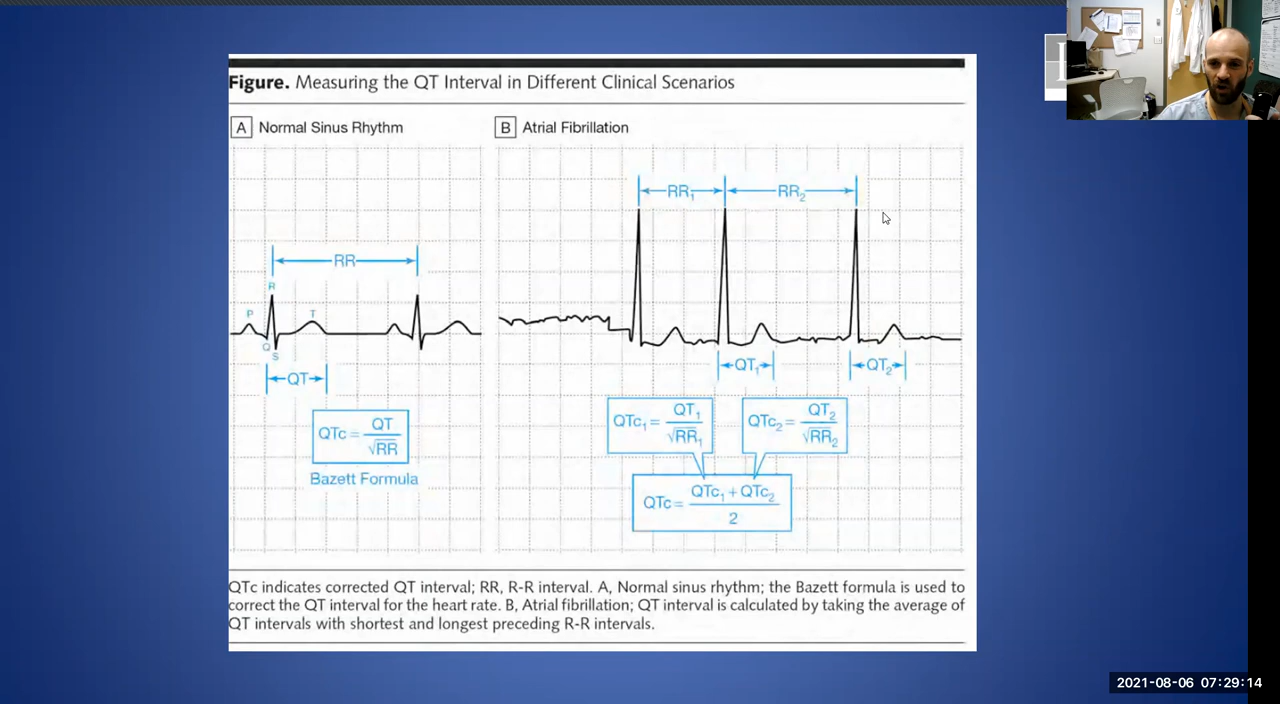 Figure. Measuring the QT Interval in Different Clinical Scenarios
A Normal Sinus Rhythm
B Atrial Fibrillation
RR
R
P
T
Q
S
QT
QTc = QT / √RR
Bazett Formula
RR₁
RR₂
QT₁
QT₂
QTc₁ = QT₁ / √RR₁
QTc₂ = QT₂ / √RR₂
QTc = QTc₁ + QTc₂ / 2
QTc indicates corrected QT interval; RR, R-R interval. A, Normal sinus rhythm; the Bazett formula is used to
correct the QT interval for the heart rate. B, Atrial fibrillation; QT interval is calculated by taking the average of
QT intervals with shortest and longest preceding R-R intervals.
2021-08-06 07:29:14